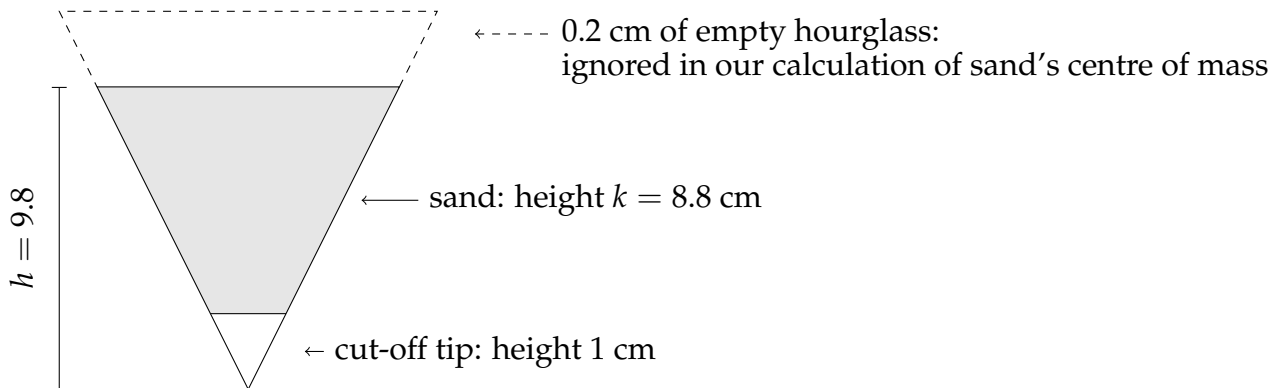 0.2 cm of empty hourglass:
ignored in our calculation of sand's centre of mass
h = 9.8
sand: height k = 8.8 cm
cut-off tip: height 1 cm